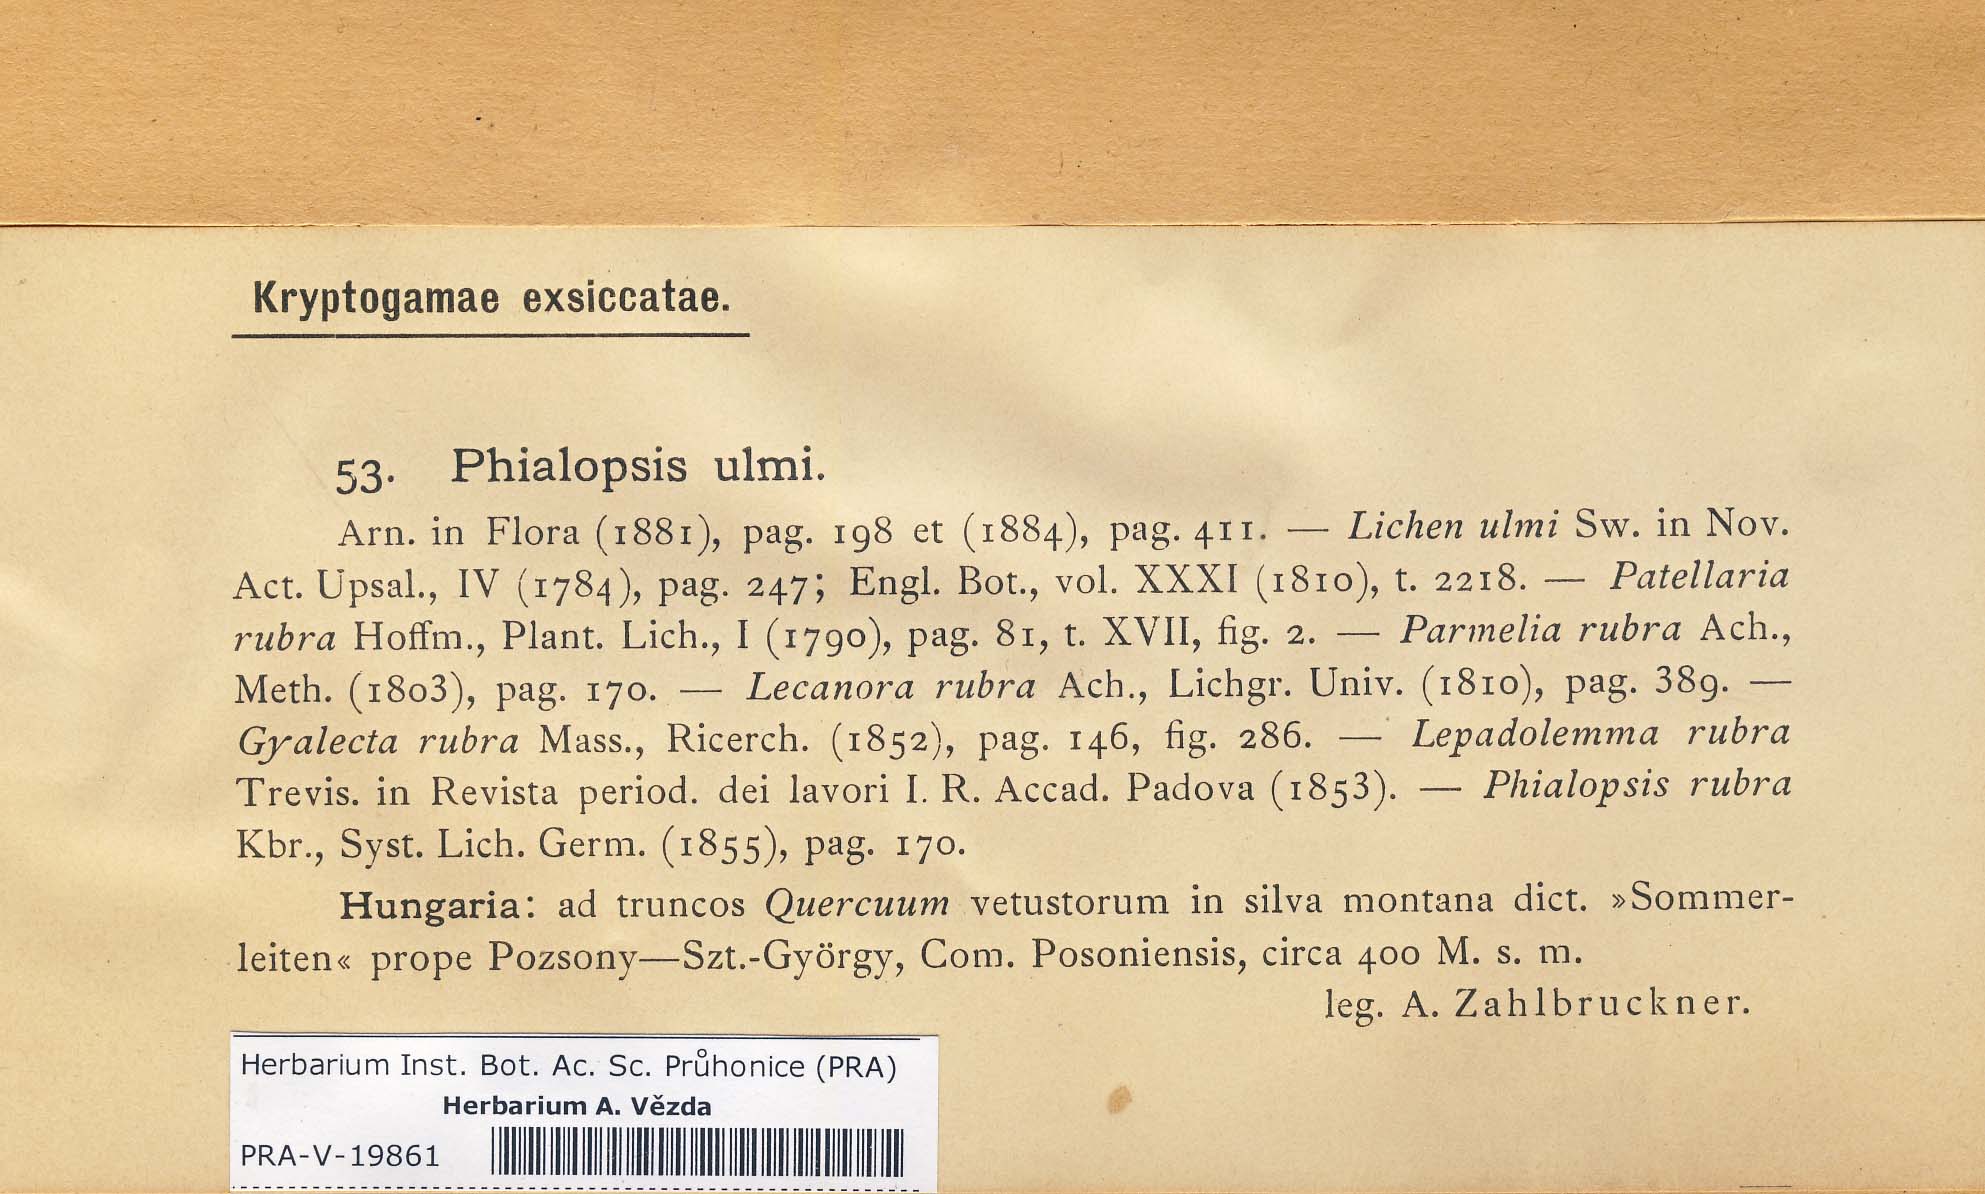 Kryptogamae exsiccatae.
53. Phialopsis ulmi.
Arn. in Flora (1881), pag. 198 et (1884), pag. 411. — Lichen ulmi Sw. in Nov.
Act. Upsal., IV (1784), pag. 247; Engl. Bot., vol. XXXI (1810), t. 2218. — Patellaria
rubra Hoffm., Plant. Lich., I (1790), pag. 81, t. XVII, fig. 2. — Parmelia rubra Ach.,
Meth. (1803), pag. 170. — Lecanora rubra Ach., Lichgr. Univ. (1810), pag. 389. —
Gyalecta rubra Mass., Ricerch. (1852), pag. 146, fig. 286. — Lepadolemma rubra
Trevis. in Revista period. dei lavori I. R. Accad. Padova (1853). — Phialopsis rubra
Kbr., Syst. Lich. Germ. (1855), pag. 170.
Hungaria: ad truncos Quercuum vetustorum in silva montana dict. »Sommer-
leiten« prope Pozsony—Szt.-György, Com. Posoniensis, circa 400 M. s. m.
leg. A. Zahlbruckner.
Herbarium Inst. Bot. Ac. Sc. Průhonice (PRA)
Herbarium A. Vězda
PRA-V-19861